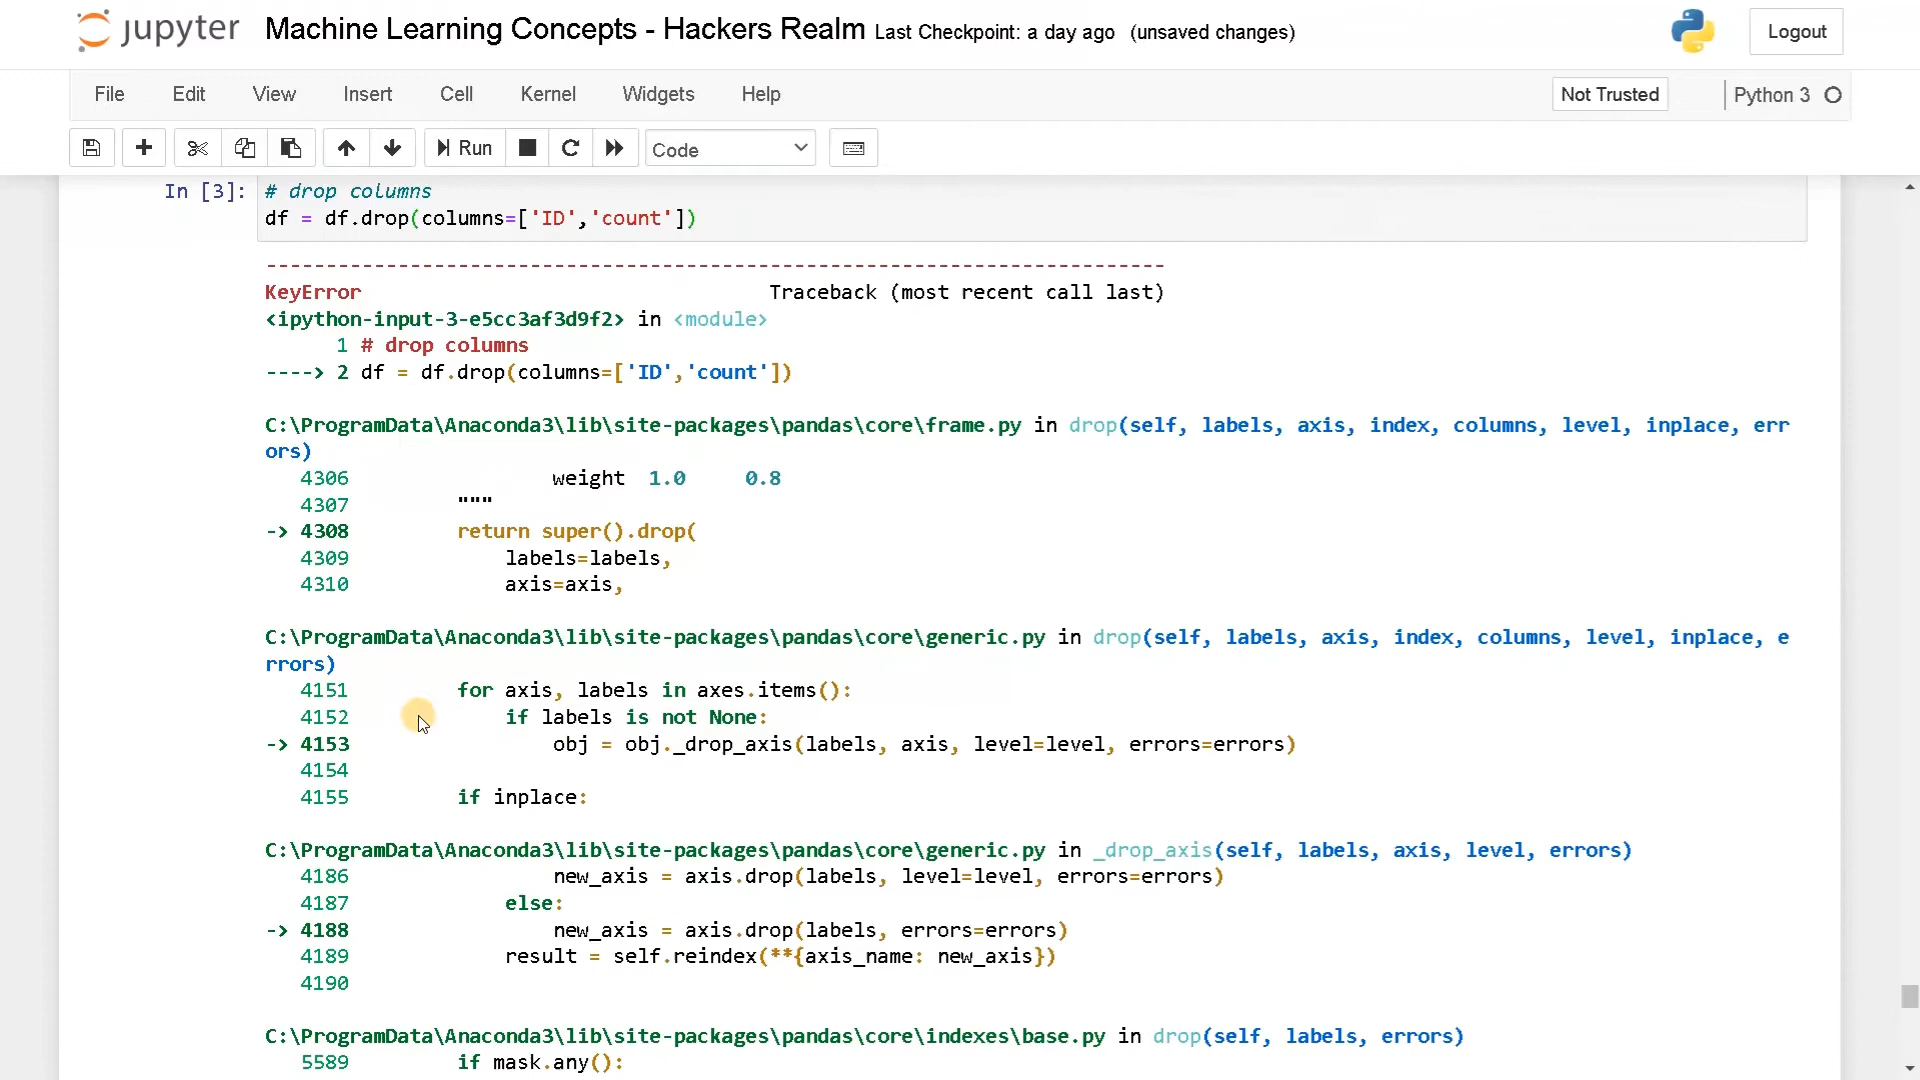 jupyter Machine Learning Concepts - Hackers Realm Last Checkpoint: a day ago (unsaved changes) Logout
File Edit View Insert Cell Kernel Widgets Help Not Trusted Python 3
Run Code
In [3]: # drop columns
df = df.drop(columns=['ID','count'])
---------------------------------------------------------------------------
KeyError Traceback (most recent call last)
<ipython-input-3-e5cc3af3d9f2> in <module>
1 # drop columns
----> 2 df = df.drop(columns=['ID','count'])
C:\ProgramData\Anaconda3\lib\site-packages\pandas\core\frame.py in drop(self, labels, axis, index, columns, level, inplace, err
ors)
4306 weight 1.0 0.8
4307 """
-> 4308 return super().drop(
4309 labels=labels,
4310 axis=axis,
C:\ProgramData\Anaconda3\lib\site-packages\pandas\core\generic.py in drop(self, labels, axis, index, columns, level, inplace, e
rrors)
4151 for axis, labels in axes.items():
4152 if labels is not None:
-> 4153 obj = obj._drop_axis(labels, axis, level=level, errors=errors)
4154
4155 if inplace:
C:\ProgramData\Anaconda3\lib\site-packages\pandas\core\generic.py in _drop_axis(self, labels, axis, level, errors)
4186 new_axis = axis.drop(labels, level=level, errors=errors)
4187 else:
-> 4188 new_axis = axis.drop(labels, errors=errors)
4189 result = self.reindex(**{axis_name: new_axis})
4190
C:\ProgramData\Anaconda3\lib\site-packages\pandas\core\indexes\base.py in drop(self, labels, errors)
5589 if mask.any():